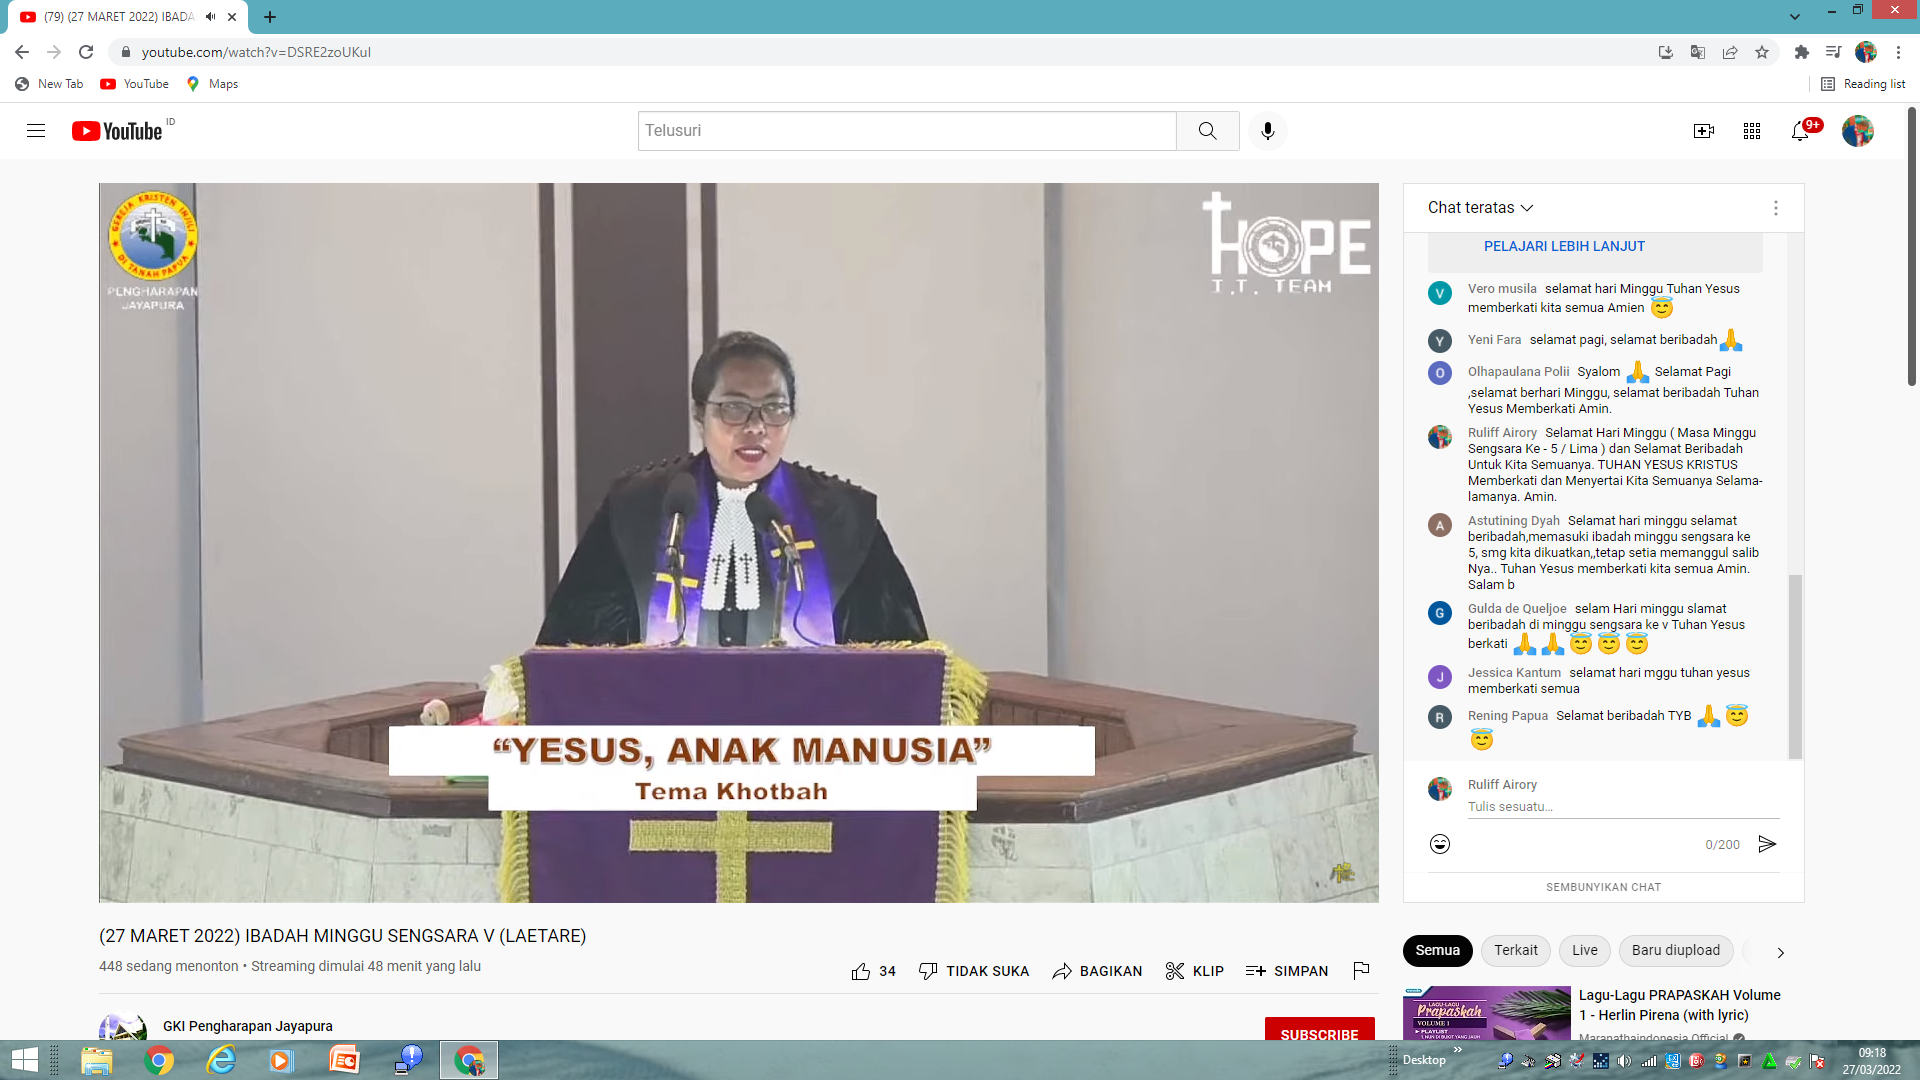 (79) (27 MARET 2022) IBADA
youtube.com/watch?v=DSRE2zoUKuI
New Tab
YouTube
Maps
Reading list
YouTube ID
Telusuri
9+
GEREJA KRISTEN INJILI
DI TANAH PAPUA
PENGHARAPAN
JAYAPURA
HOPE
I.T. TEAM
"YESUS, ANAK MANUSIA"
Tema Khotbah
(27 MARET 2022) IBADAH MINGGU SENGSARA V (LAETARE)
448 sedang menonton • Streaming dimulai 48 menit yang lalu
34
TIDAK SUKA
BAGIKAN
KLIP
SIMPAN
GKI Pengharapan Jayapura
SUBSCRIBE
Chat teratas
PELAJARI LEBIH LANJUT
V
Vero musila selamat hari Minggu Tuhan Yesus
memberkati kita semua Amien 😇
Y
Yeni Fara selamat pagi, selamat beribadah🙏
O
Olhapaulana Polii Syalom 🙏 Selamat Pagi
,selamat berhari Minggu, selamat beribadah Tuhan
Yesus Memberkati Amin.
Ruliff Airory Selamat Hari Minggu ( Masa Minggu
Sengsara Ke - 5 / Lima ) dan Selamat Beribadah
Untuk Kita Semuanya. TUHAN YESUS KRISTUS
Memberkati dan Menyertai Kita Semuanya Selama-
lamanya. Amin.
A
Astutining Dyah Selamat hari minggu selamat
beribadah,memasuki ibadah minggu sengsara ke
5, smg kita dikuatkan,,tetap setia memanggul salib
Nya.. Tuhan Yesus memberkati kita semua Amin.
Salam b
G
Gulda de Queljoe selam Hari minggu slamat
beribadah di minggu sengsara ke v Tuhan Yesus
berkati 🙏🙏😇😇😇
J
Jessica Kantum selamat hari mggu tuhan yesus
memberkati semua
R
Rening Papua Selamat beribadah TYB 🙏😇
😇
Ruliff Airory
Tulis sesuatu...
0/200
SEMBUNYIKAN CHAT
Semua
Terkait
Live
Baru diupload
LAGU-LAGU
Prapaskah
VOLUME 1
PLAYLIST
Lagu-Lagu PRAPASKAH Volume
1 - Herlin Pirena (with lyric)
Maranathaindonesia Official
Desktop
09:18
27/03/2022